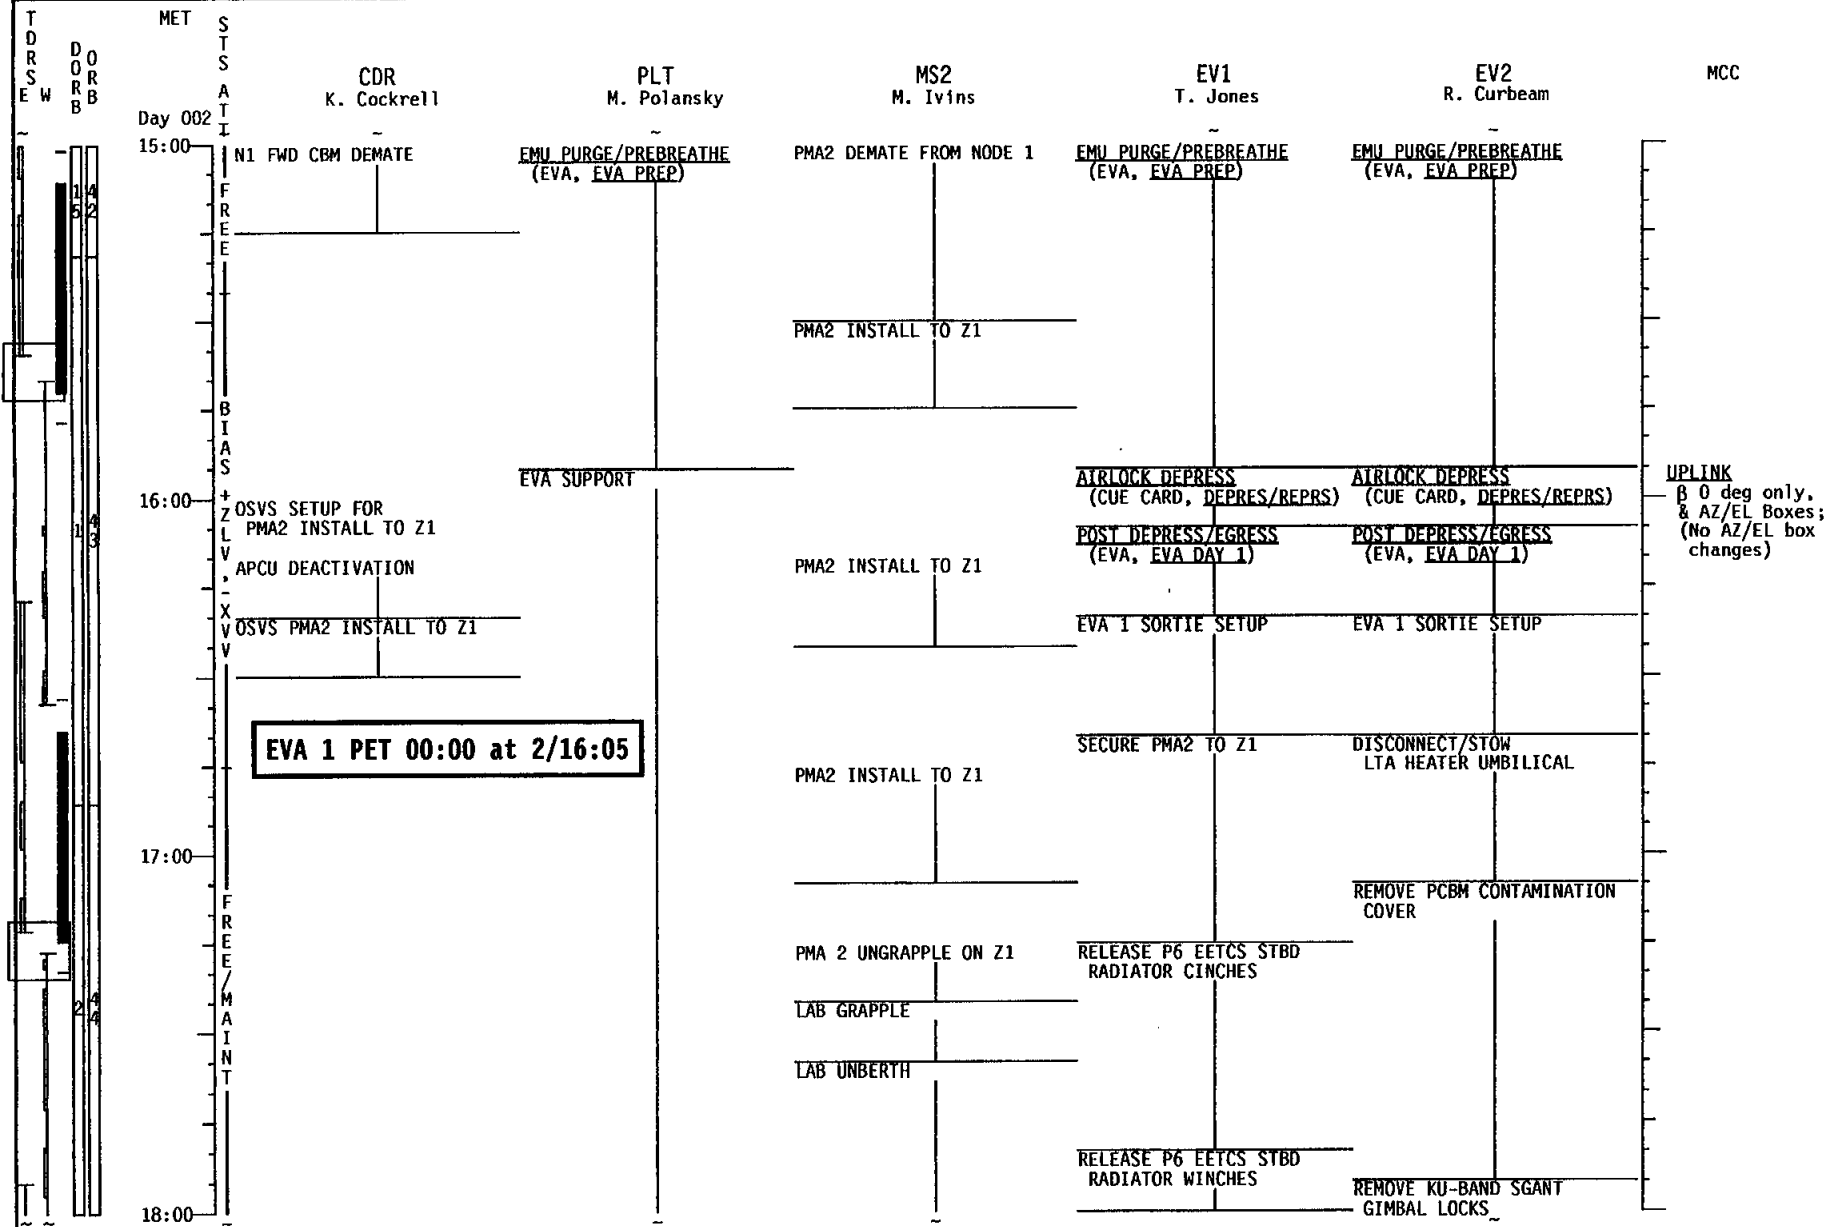 TDRS
E W
DORB
ORB
MET
STS ATT
CDR
K. Cockrell
PLT
M. Polansky
MS2
M. Ivins
EV1
T. Jones
EV2
R. Curbeam
MCC
Day 002
15:00
N1 FWD CBM DEMATE
EMU PURGE/PREBREATHE
(EVA, EVA PREP)
PMA2 DEMATE FROM NODE 1
EMU PURGE/PREBREATHE
(EVA, EVA PREP)
EMU PURGE/PREBREATHE
(EVA, EVA PREP)
15
42
FREE
PMA2 INSTALL TO Z1
BIAS +ZLV, -XVV
EVA SUPPORT
AIRLOCK DEPRESS
(CUE CARD, DEPRES/REPRS)
AIRLOCK DEPRESS
(CUE CARD, DEPRES/REPRS)
UPLINK
β 0 deg only,
& AZ/EL Boxes;
(No AZ/EL box
changes)
16:00
OSVS SETUP FOR
PMA2 INSTALL TO Z1
1
43
POST DEPRESS/EGRESS
(EVA, EVA DAY 1)
POST DEPRESS/EGRESS
(EVA, EVA DAY 1)
APCU DEACTIVATION
PMA2 INSTALL TO Z1
OSVS PMA2 INSTALL TO Z1
EVA 1 SORTIE SETUP
EVA 1 SORTIE SETUP
EVA 1 PET 00:00 at 2/16:05
SECURE PMA2 TO Z1
DISCONNECT/STOW
LTA HEATER UMBILICAL
PMA2 INSTALL TO Z1
17:00
FREE/MAINT
REMOVE PCBM CONTAMINATION
COVER
PMA 2 UNGRAPPLE ON Z1
RELEASE P6 EETCS STBD
RADIATOR CINCHES
2
44
LAB GRAPPLE
LAB UNBERTH
RELEASE P6 EETCS STBD
RADIATOR WINCHES
REMOVE KU-BAND SGANT
GIMBAL LOCKS
18:00